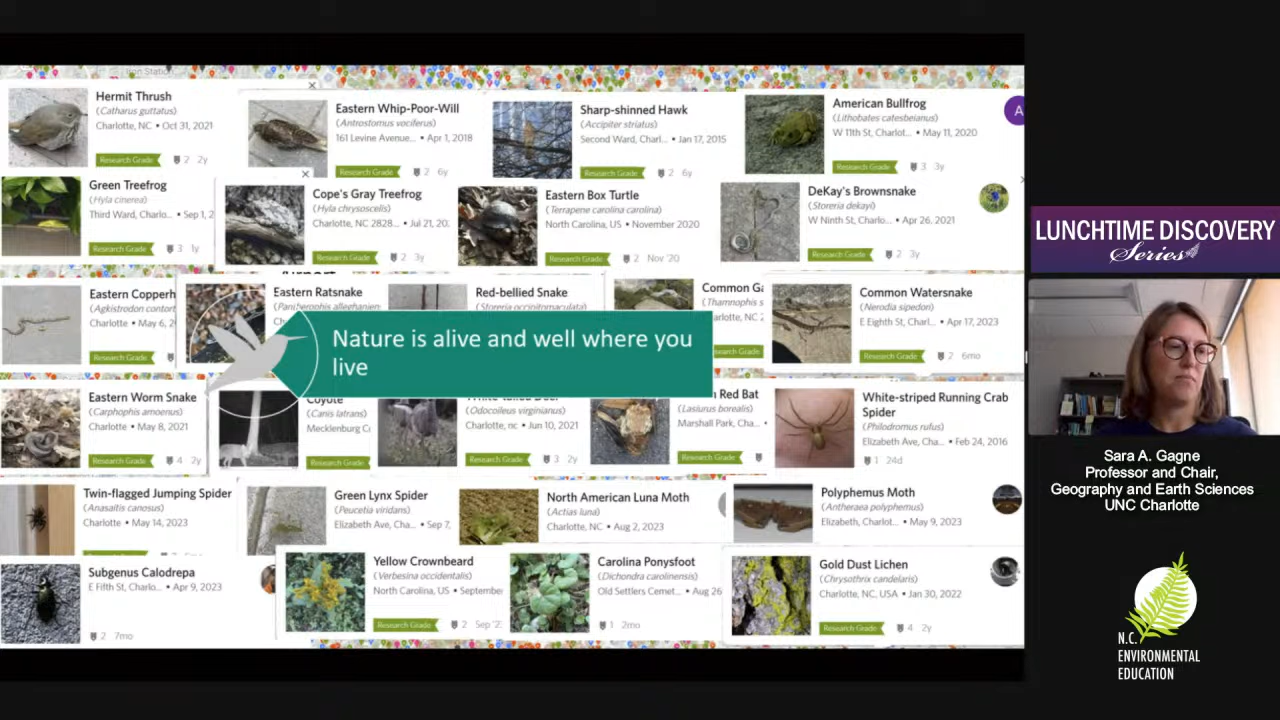 Iron Station
Hermit Thrush
(Catharus guttatus)
Charlotte, NC • Oct 31, 2021
Research Grade 2 2y
Eastern Whip-Poor-Will
(Antrostomus vociferus)
161 Levine Avenue... • Apr 1, 2018
Research Grade 2 6y
Sharp-shinned Hawk
(Accipiter striatus)
Second Ward, Charl... • Jan 17, 2015
Research Grade 2 6y
American Bullfrog
(Lithobates catesbeianus)
W 11th St, Charlot... • May 11, 2020
Research Grade 3 3y
A
Green Treefrog
(Hyla cinerea)
Third Ward, Charlo... • Sep 1, 2
Research Grade 3 1y
Cope's Gray Treefrog
(Hyla chrysoscelis)
Charlotte, NC 2828... • Jul 21, 20
Research Grade 2 3y
Eastern Box Turtle
(Terrapene carolina carolina)
North Carolina, US • November 2020
Research Grade 2 Nov '20
DeKay's Brownsnake
(Storeria dekayi)
W Ninth St, Charlo... • Apr 26, 2021
Research Grade 2 3y
Eastern Copperh
(Agkistrodon contort
Charlotte • May 6, 2
Research Grade
Eastern Ratsnake
(Pantherophis alleghanien
Red-bellied Snake
(Storeria occipitomaculata)
Common Ga
(Thamnophis s
Charlotte, NC 2
Common Watersnake
(Nerodia sipedon)
E Eighth St, Charl... • Apr 17, 2023
Research Grade 2 6mo
Nature is alive and well where you
live
Eastern Worm Snake
(Carphophis amoenus)
Charlotte • May 8, 2021
Research Grade 4 2y
Coyote
(Canis latrans)
Mecklenburg C
Research Grade
White-tailed Deer
(Odocoileus virginianus)
Charlotte, nc • Jun 10, 2021
Research Grade 3 2y
n Red Bat
(Lasiurus borealis)
Marshall Park, Cha...
Research Grade
White-striped Running Crab
Spider
(Philodromus rufus)
Elizabeth Ave, Cha... • Feb 24, 2016
1 24d
Twin-flagged Jumping Spider
(Anasaitis canosus)
Charlotte • May 14, 2023
Green Lynx Spider
(Peucetia viridans)
Elizabeth Ave, Cha... • Sep 7,
North American Luna Moth
(Actias luna)
Charlotte, NC • Aug 2, 2023
Polyphemus Moth
(Antheraea polyphemus)
Elizabeth, Charlot... • May 9, 2023
Subgenus Calodrepa
E Fifth St, Charlo... • Apr 9, 2023
2 7mo
Yellow Crownbeard
(Verbesina occidentalis)
North Carolina, US • September
Research Grade 2 Sep '2
Carolina Ponysfoot
(Dichondra carolinensis)
Old Settlers Cemet... • Aug 26
1 2mo
Gold Dust Lichen
(Chrysothrix candelaris)
Charlotte, NC, USA • Jan 30, 2022
Research Grade 4 2y
LUNCHTIME DISCOVERY
Series
Sara A. Gagne
Professor and Chair,
Geography and Earth Sciences
UNC Charlotte
N.C.
ENVIRONMENTAL
EDUCATION